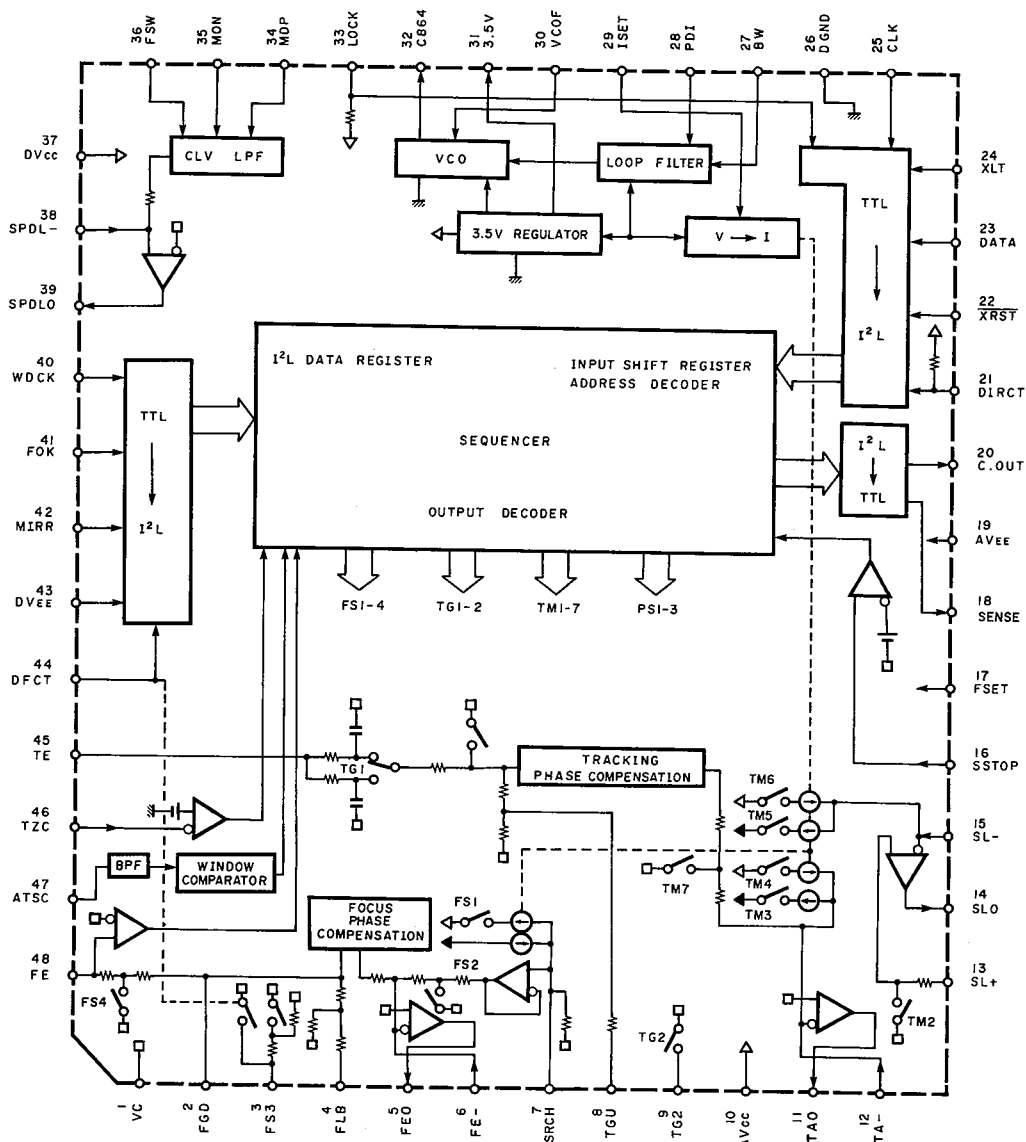 36 FSW
35 MON
34 MDP
33 LOCK
32 C864
31 3.5V
30 VCOF
29 ISET
28 PDI
27 BW
26 DGND
25 CLK
37 DVcc
38 SPDL-
39 SPDLO
40 WDCK
41 FOK
42 MIRR
43 DVEE
44 DFCT
45 TE
46 TZC
47 ATSC
48 FE
24 XLT
23 DATA
22 XRST
21 DIRCT
20 C.OUT
19 AVEE
18 SENSE
17 FSET
16 SSTOP
15 SL-
14 SLO
13 SL+
CLV LPF
VCO
LOOP FILTER
3.5V REGULATOR
V → I
TTL
↓
I²L
I²L DATA REGISTER
INPUT SHIFT REGISTER
ADDRESS DECODER
SEQUENCER
OUTPUT DECODER
TTL
↓
I²L
I²L
↓
TTL
FS1-4
TG1-2
TM1-7
PS1-3
TG1
TRACKING
PHASE COMPENSATION
TM6
TM5
TM4
TM3
TM7
BPF
WINDOW
COMPARATOR
FOCUS
PHASE
COMPENSATION
FS1
FS2
FS4
TG2
TM2
1 VC
2 FGD
3 FS3
4 FLB
5 FEO
6 FE-
7 SRCH
8 TGU
9 TG2
10 AVcc
11 TAO
12 TA-